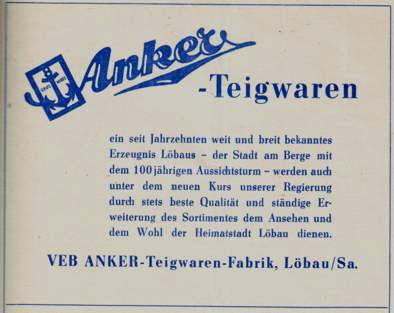 Anker
-Teigwaren
ein seit Jahrzehnten weit und breit bekanntes
Erzeugnis Löbaus – der Stadt am Berge mit
dem 100jährigen Aussichtsturm – werden auch
unter dem neuen Kurs unserer Regierung
durch stets beste Qualität und ständige Er-
weiterung des Sortimentes dem Ansehen und
dem Wohl der Heimatstadt Löbau dienen.
VEB ANKER-Teigwaren-Fabrik, Löbau/Sa.